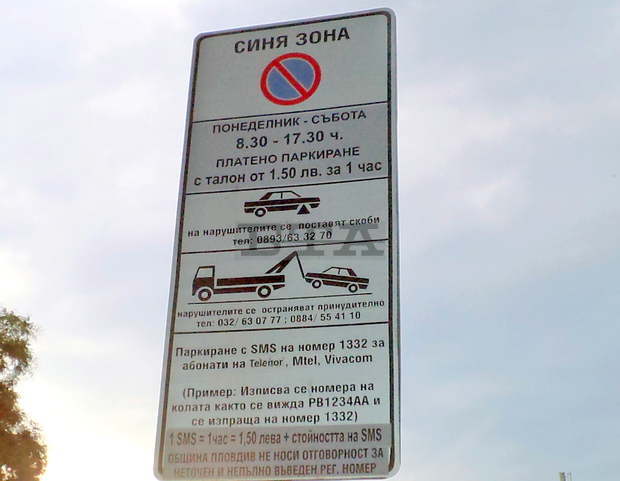 СИНЯ ЗОНА
ПОНЕДЕЛНИК - СЪБОТА
8.30 - 17.30 ч.
ПЛАТЕНО ПАРКИРАНЕ
с талон от 1.50 лв. за 1 час
на нарушителите се поставят скоби
тел: 0893/63 32 70
БТА
нарушителите се остраняват принудително
тел: 032/ 63 07 77 ; 0884/ 55 41 10
Паркиране с SMS на номер 1332 за
абонати на Telenor , Mtel, Vivacom
(Пример: Изписва се номера на
колата както се вижда РВ1234АА и
се изпраща на номер 1332)
1 SMS = 1час = 1,50 лева + стойността на SMS
ОБЩИНА ПЛОВДИВ НЕ НОСИ ОТГОВОРНОСТ ЗА
НЕТОЧЕН И НЕПЪЛНО ВЪВЕДЕН РЕГ. НОМЕР